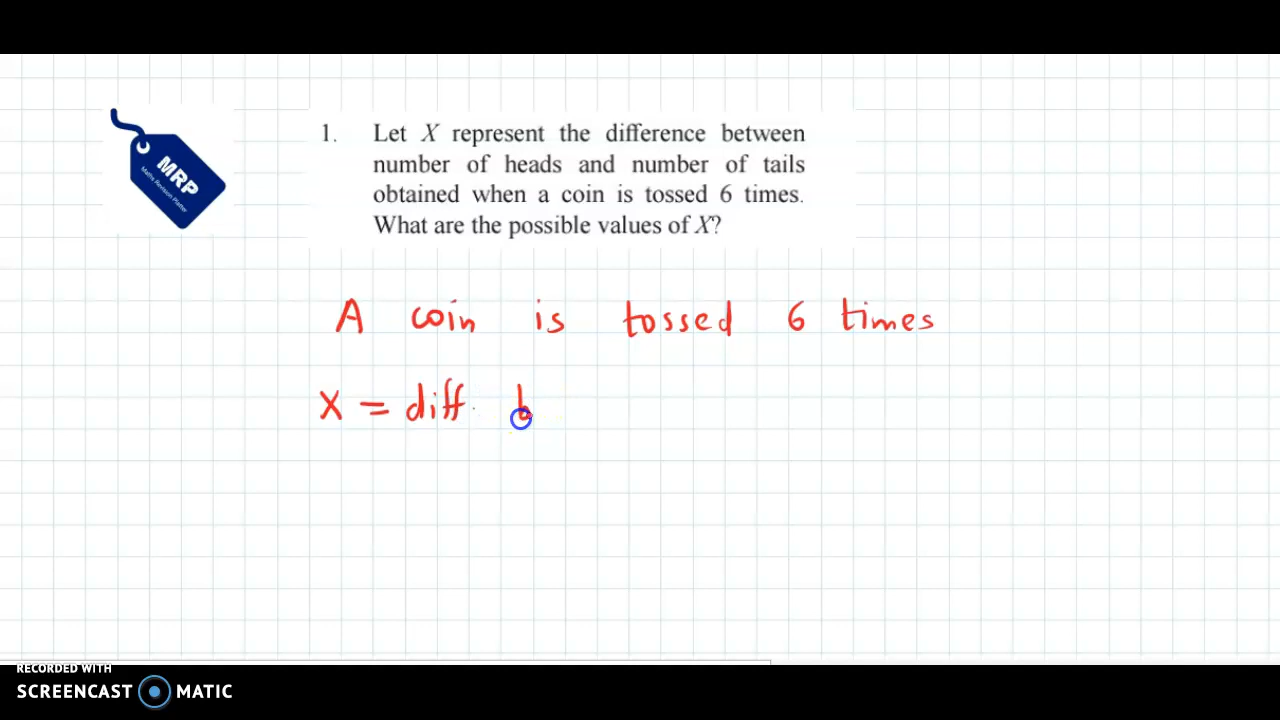 MRP
Maths Revision Platter
1. Let X represent the difference between
number of heads and number of tails
obtained when a coin is tossed 6 times.
What are the possible values of X?
A coin is tossed 6 times
X = diff. b
RECORDED WITH
SCREENCAST MATIC